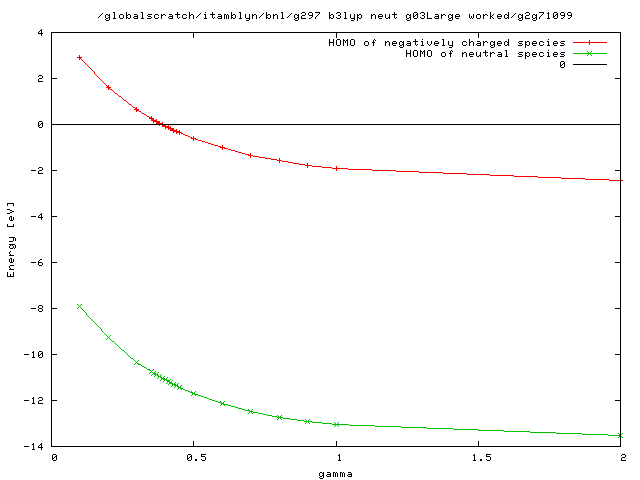 /globalscratch/itamblyn/bnl/g297 b3lyp neut g03Large worked/g2g71099
HOMO of negatively charged species
HOMO of neutral species
0
4
2
0
-2
-4
-6
-8
-10
-12
-14
Energy [eV]
0 0.5 1 1.5 2
gamma